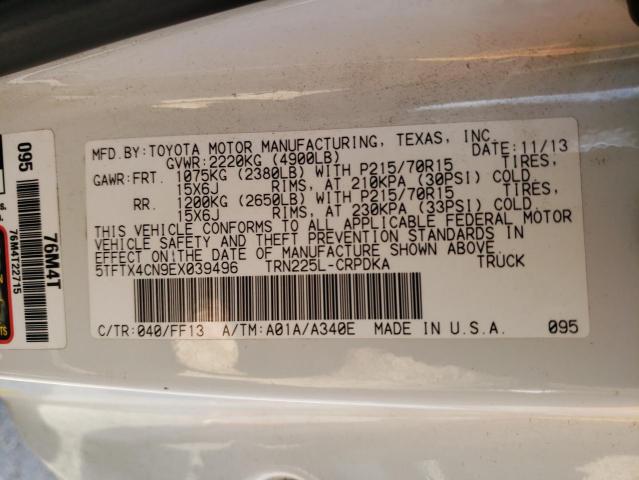 MFD.BY:TOYOTA MOTOR MANUFACTURING, TEXAS, INC.
GVWR:2220KG (4900LB) DATE:11/13
GAWR:FRT. 1075KG (2380LB) WITH P215/70R15 TIRES,
15X6J RIMS, AT 210KPA (30PSI) COLD
RR. 1200KG (2650LB) WITH P215/70R15 TIRES,
15X6J RIMS, AT 230KPA (33PSI) COLD
THIS VEHICLE CONFORMS TO ALL APPLICABLE FEDERAL MOTOR
VEHICLE SAFETY AND THEFT PREVENTION STANDARDS IN
EFFECT ON THE DATE OF MANUFACTURE SHOWN ABOVE.
5TFTX4CN9EX039496 TRN225L-CRPDKA TRUCK
C/TR:040/FF13 A/TM:A01A/A340E MADE IN U.S.A. 095
095
76M4T
76M4T22715